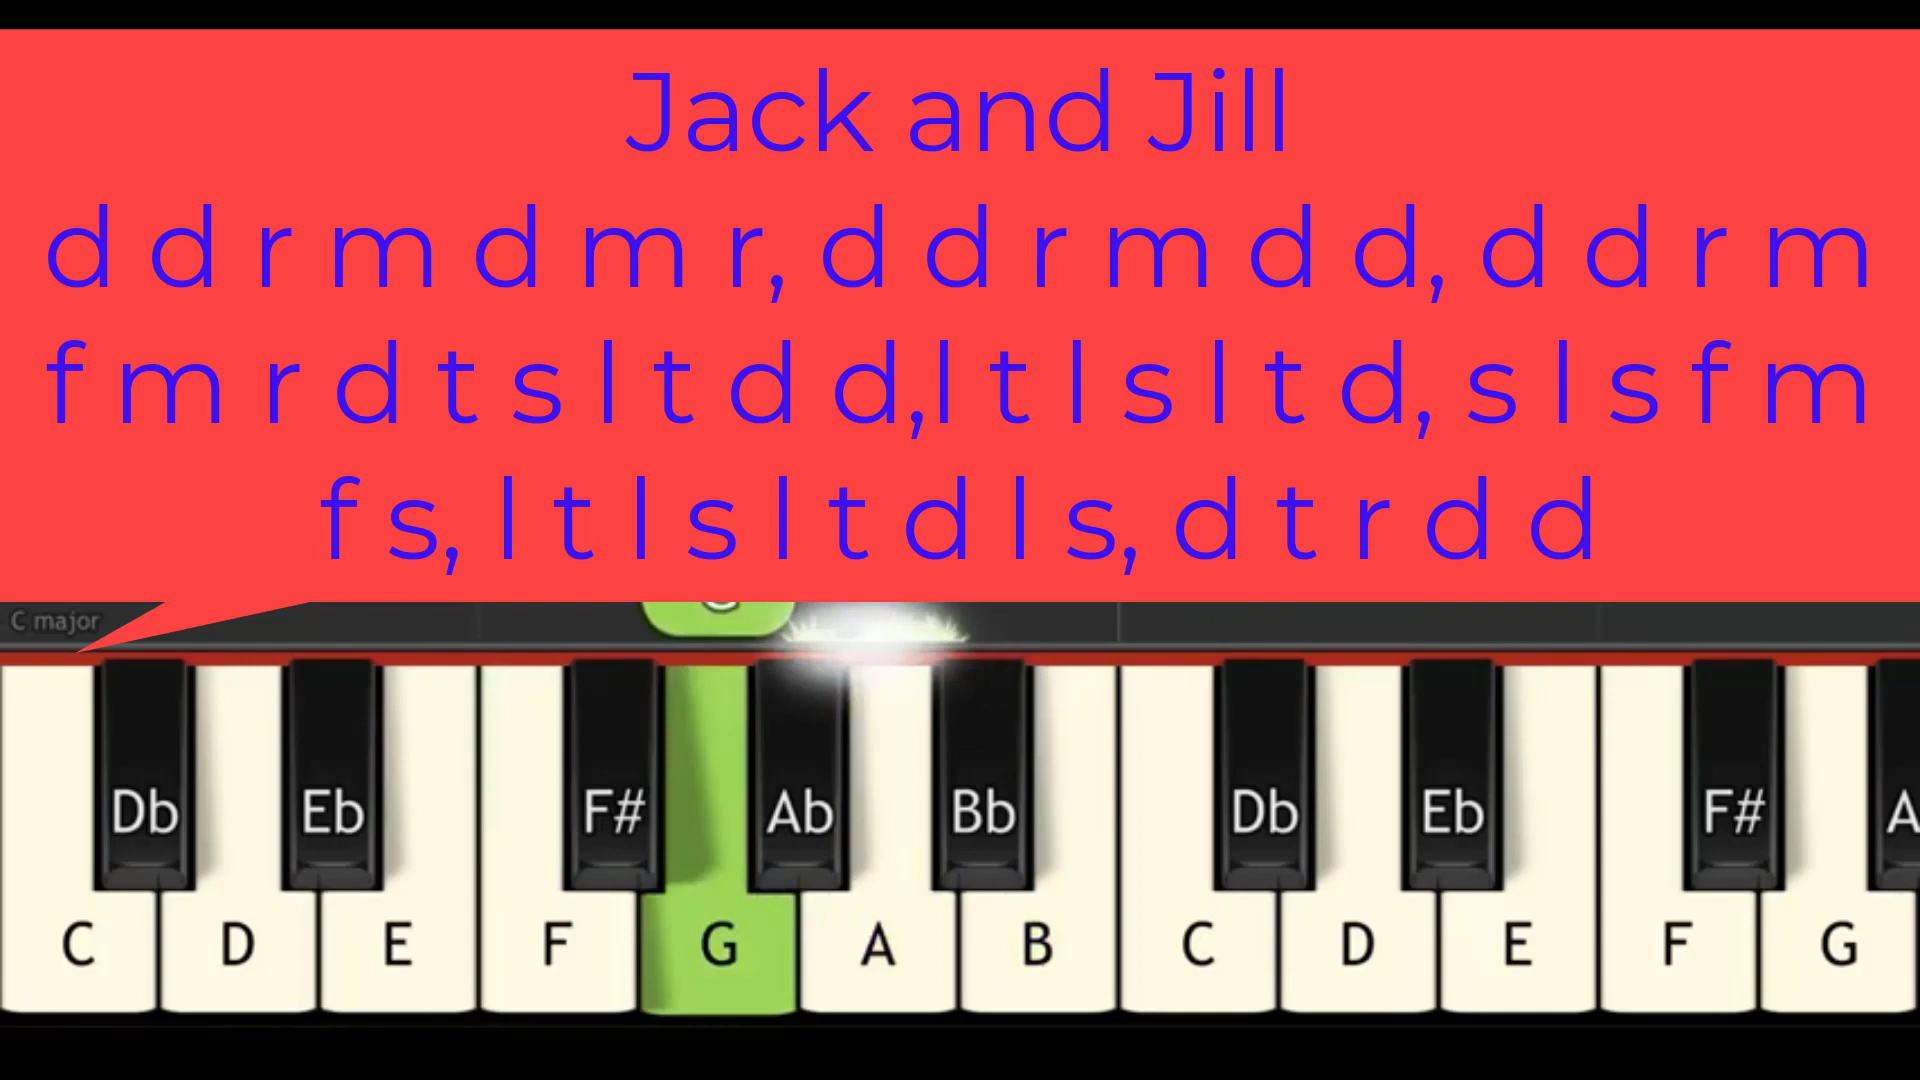 Jack and Jill
d d r m d m r, d d r m d d, d d r m
f m r d t s l t d d,l t l s l t d, s l s f m
f s, l t l s l t d l s, d t r d d
C major
Db Eb F# Ab Bb Db Eb F# A
C D E F G A B C D E F G